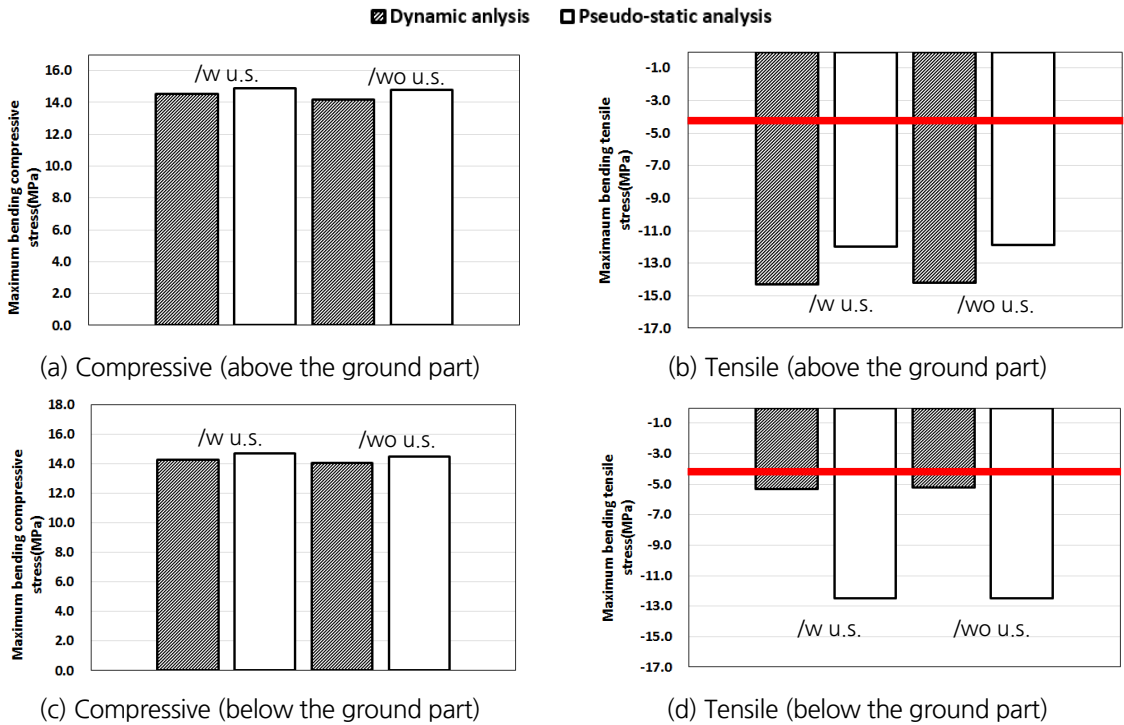 Dynamic anlysis Pseudo-static analysis
Maximum bending compressive
stress(MPa)
16.0
14.0
12.0
10.0
8.0
6.0
4.0
2.0
0.0
/w u.s.
/wo u.s.
(a) Compressive (above the ground part)
Maximaum bending tensile
stress(MPa)
-1.0
-3.0
-5.0
-7.0
-9.0
-11.0
-13.0
-15.0
-17.0
/w u.s.
/wo u.s.
(b) Tensile (above the ground part)
Maximum bending compressive
stress(MPa)
18.0
16.0
14.0
12.0
10.0
8.0
6.0
4.0
2.0
0.0
/w u.s.
/wo u.s.
(c) Compressive (below the ground part)
Maximum bending tensile
stress(MPa)
-1.0
-3.0
-5.0
-7.0
-9.0
-11.0
-13.0
-15.0
-17.0
/w u.s.
/wo u.s.
(d) Tensile (below the ground part)